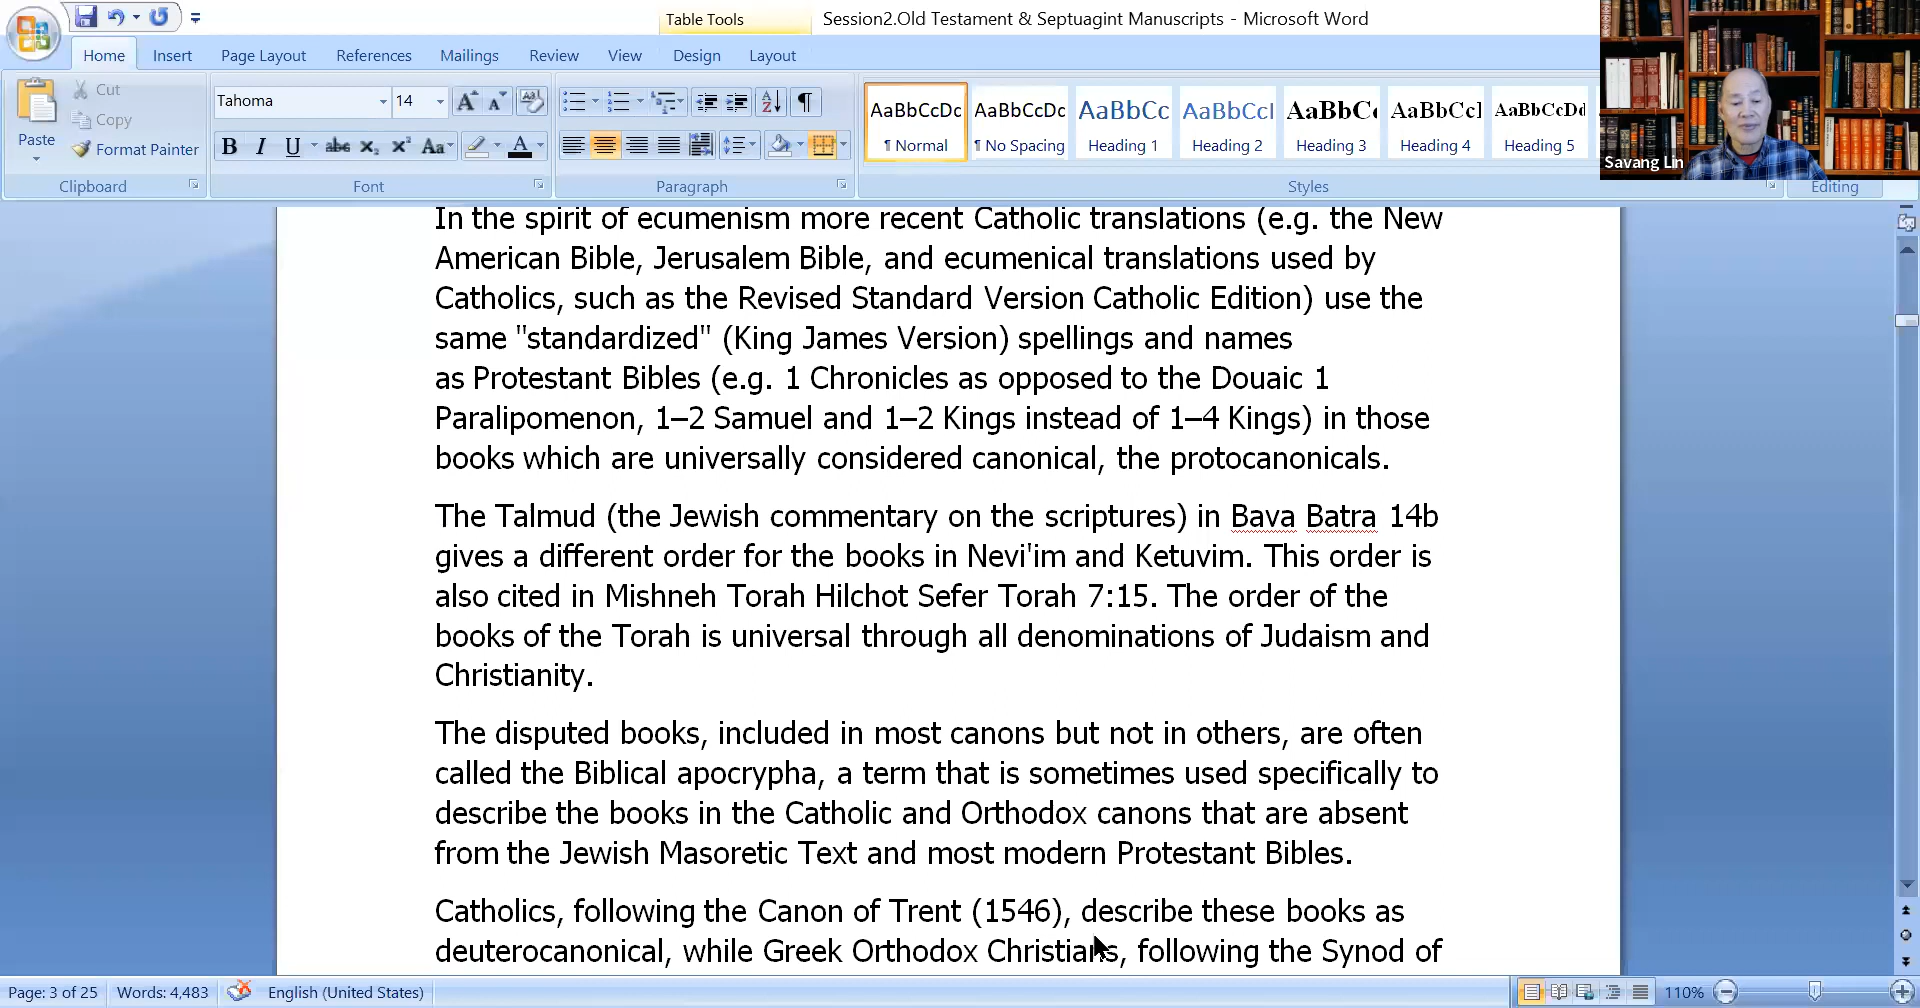 Table Tools
Session2.Old Testament & Septuagint Manuscripts - Microsoft Word
Home Insert Page Layout References Mailings Review View Design Layout
Paste
Cut
Copy
Format Painter
Tahoma 14
AaBbCcDc AaBbCcDc AaBbCc AaBbCcI AaBbCc AaBbCcI AaBbCcDd
¶ Normal ¶ No Spacing Heading 1 Heading 2 Heading 3 Heading 4 Heading 5
Savang Lin
Clipboard Font Paragraph Styles Editing
In the spirit of ecumenism more recent Catholic translations (e.g. the New
American Bible, Jerusalem Bible, and ecumenical translations used by
Catholics, such as the Revised Standard Version Catholic Edition) use the
same "standardized" (King James Version) spellings and names
as Protestant Bibles (e.g. 1 Chronicles as opposed to the Douaic 1
Paralipomenon, 1–2 Samuel and 1–2 Kings instead of 1–4 Kings) in those
books which are universally considered canonical, the protocanonicals.
The Talmud (the Jewish commentary on the scriptures) in Bava Batra 14b
gives a different order for the books in Nevi'im and Ketuvim. This order is
also cited in Mishneh Torah Hilchot Sefer Torah 7:15. The order of the
books of the Torah is universal through all denominations of Judaism and
Christianity.
The disputed books, included in most canons but not in others, are often
called the Biblical apocrypha, a term that is sometimes used specifically to
describe the books in the Catholic and Orthodox canons that are absent
from the Jewish Masoretic Text and most modern Protestant Bibles.
Catholics, following the Canon of Trent (1546), describe these books as
deuterocanonical, while Greek Orthodox Christians, following the Synod of
Page: 3 of 25 Words: 4,483 English (United States) 110%